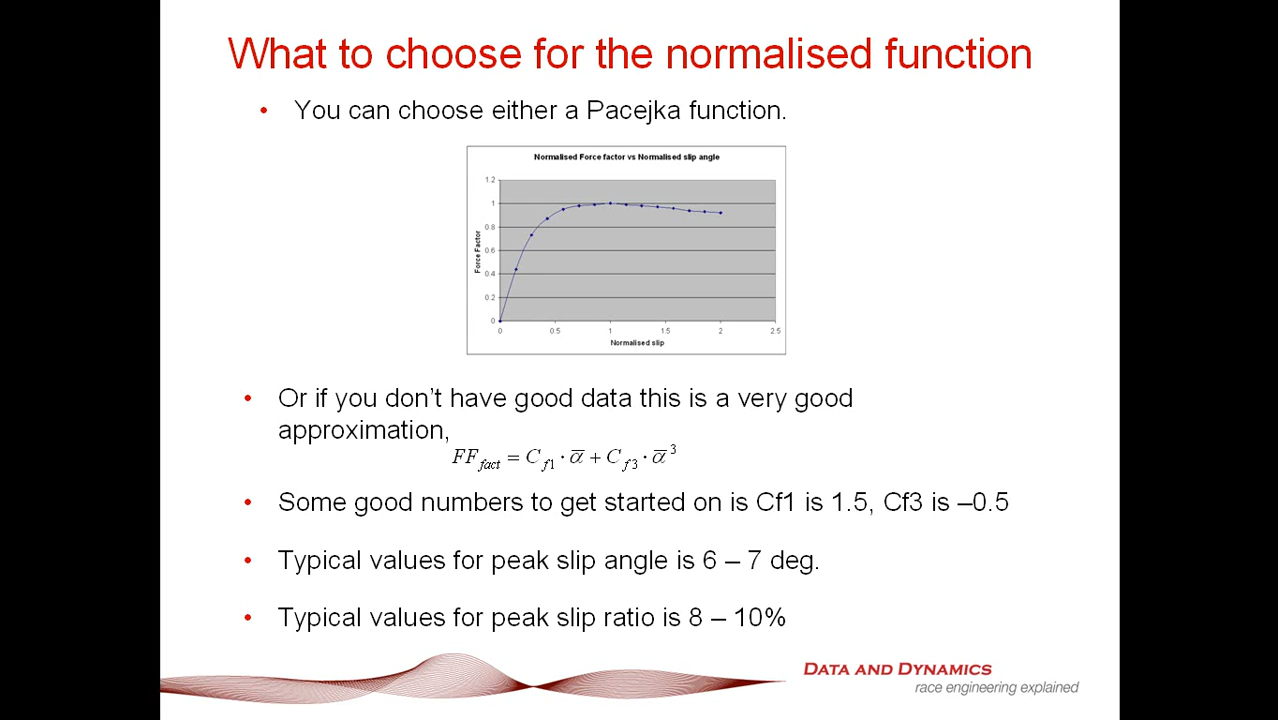 What to choose for the normalised function
• You can choose either a Pacejka function.
Normalised Force factor vs Normalised slip angle
1.2
1
0.8
0.6
0.4
0.2
0
Force Factor
0 0.5 1 1.5 2 2.5
Normalised slip
• Or if you don’t have good data this is a very good
approximation,
FF_fact = C_f1 · ᾱ + C_f3 · ᾱ³
• Some good numbers to get started on is Cf1 is 1.5, Cf3 is –0.5
• Typical values for peak slip angle is 6 – 7 deg.
• Typical values for peak slip ratio is 8 – 10%
DATA AND DYNAMICS
race engineering explained